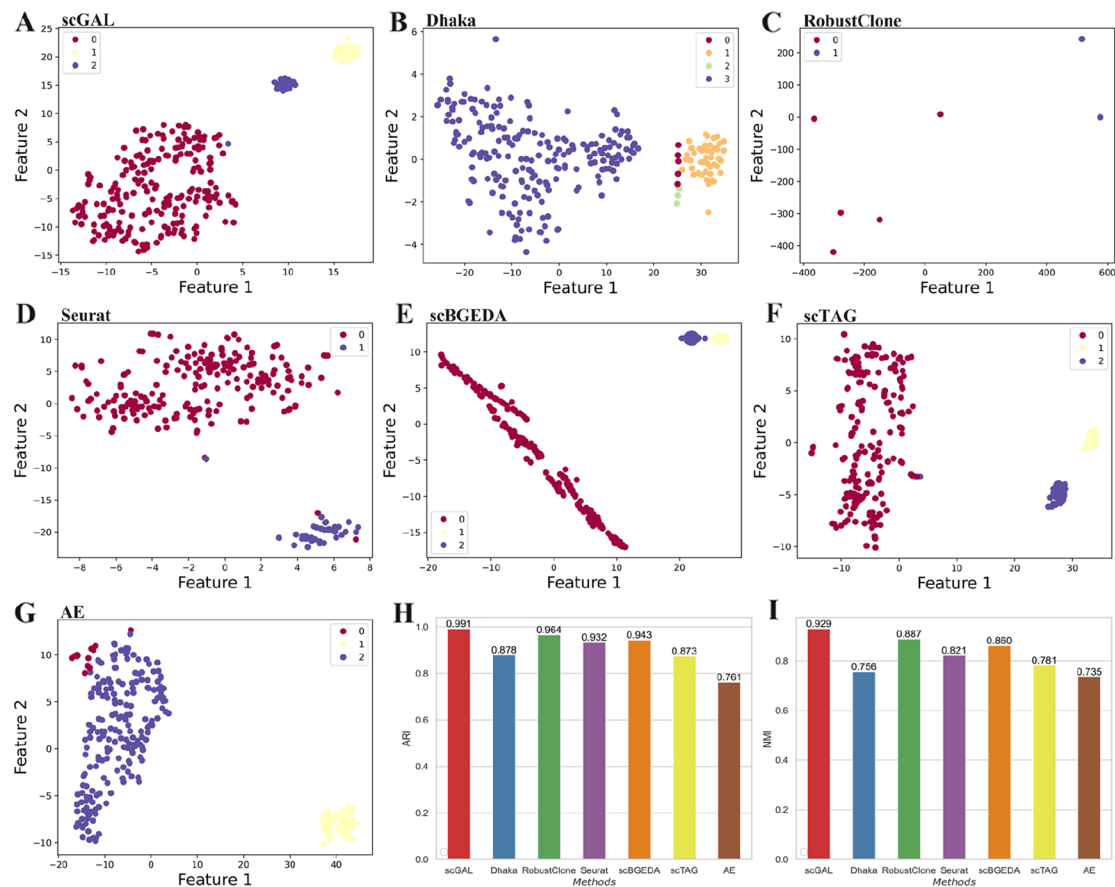 A scGAL
25
20
15
10
5
0
−5
−10
−15
−15 −10 −5 0 5 10 15
Feature 1
Feature 2
0
1
2
B Dhaka
6
4
2
0
−2
−4
−20 −10 0 10 20 30
Feature 1
Feature 2
0
1
2
3
C RobustClone
200
100
0
−100
−200
−300
−400
−400 −200 0 200 400 600
Feature 1
Feature 2
0
1
D Seurat
10
5
0
−5
−10
−15
−20
−8 −6 −4 −2 0 2 4 6 8
Feature 1
Feature 2
0
1
E scBGEDA
10
5
0
−5
−10
−15
−20 −10 0 10 20
Feature 1
Feature 2
0
1
2
F scTAG
10
5
0
−5
−10
−10 0 10 20 30
Feature 1
Feature 2
0
1
2
G AE
10
5
0
−5
−10
−20 −10 0 10 20 30 40
Feature 1
Feature 2
0
1
2
H
1.0
0.8
0.6
0.4
0.2
0.0
ARI
0.991 0.878 0.964 0.932 0.943 0.873 0.761
scGAL Dhaka RobustClone Seurat scBGEDA scTAG AE
Methods
I
0.8
0.6
0.4
0.2
0.0
NMI
0.929 0.756 0.887 0.821 0.860 0.781 0.735
scGAL Dhaka RobustClone Seurat scBGEDA scTAG AE
Methods